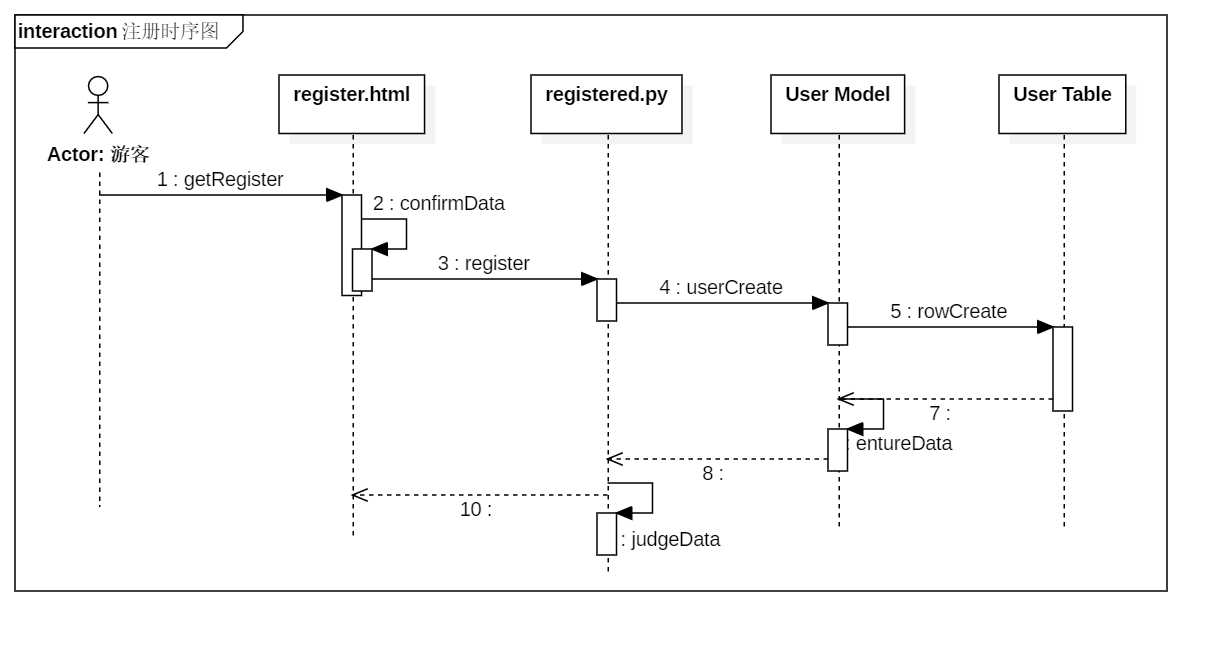 interaction 注册时序图
register.html
registered.py
User Model
User Table
Actor: 游客
1 : getRegister
2 : confirmData
3 : register
4 : userCreate
5 : rowCreate
7 :
: entureData
8 :
10 :
: judgeData